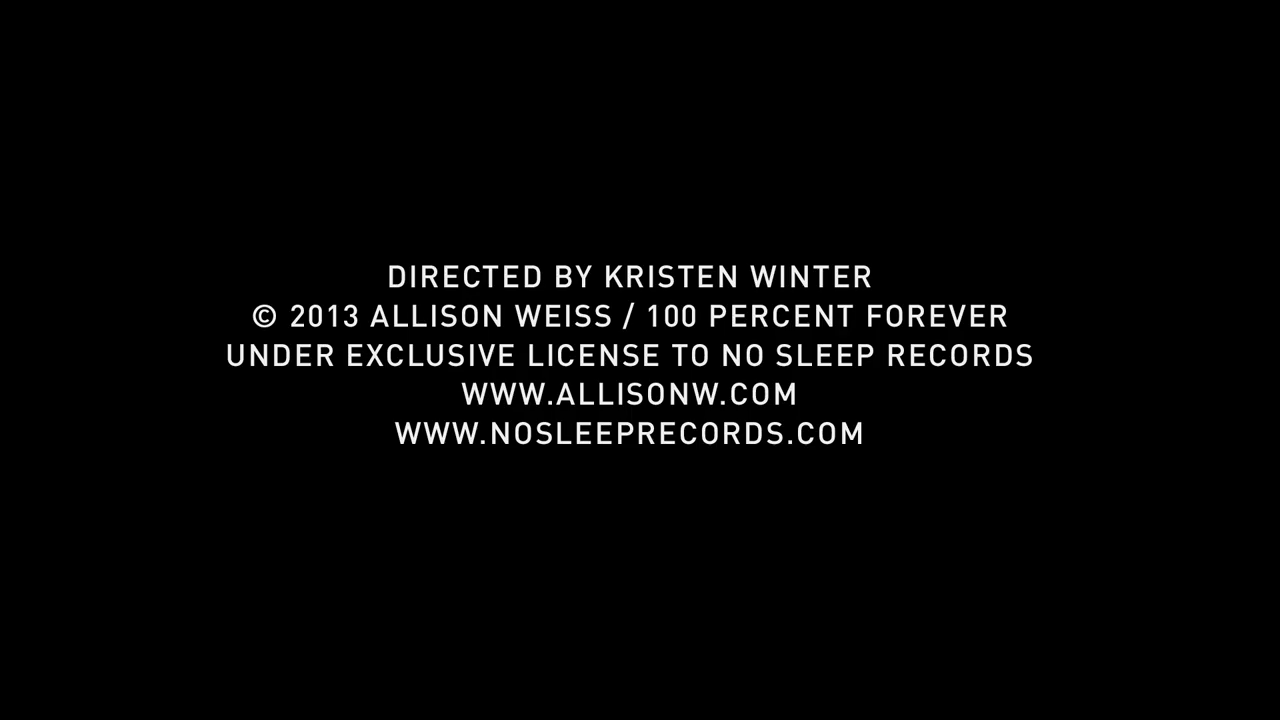 DIRECTED BY KRISTEN WINTER
© 2013 ALLISON WEISS / 100 PERCENT FOREVER
UNDER EXCLUSIVE LICENSE TO NO SLEEP RECORDS
WWW.ALLISONW.COM
WWW.NOSLEEPRECORDS.COM